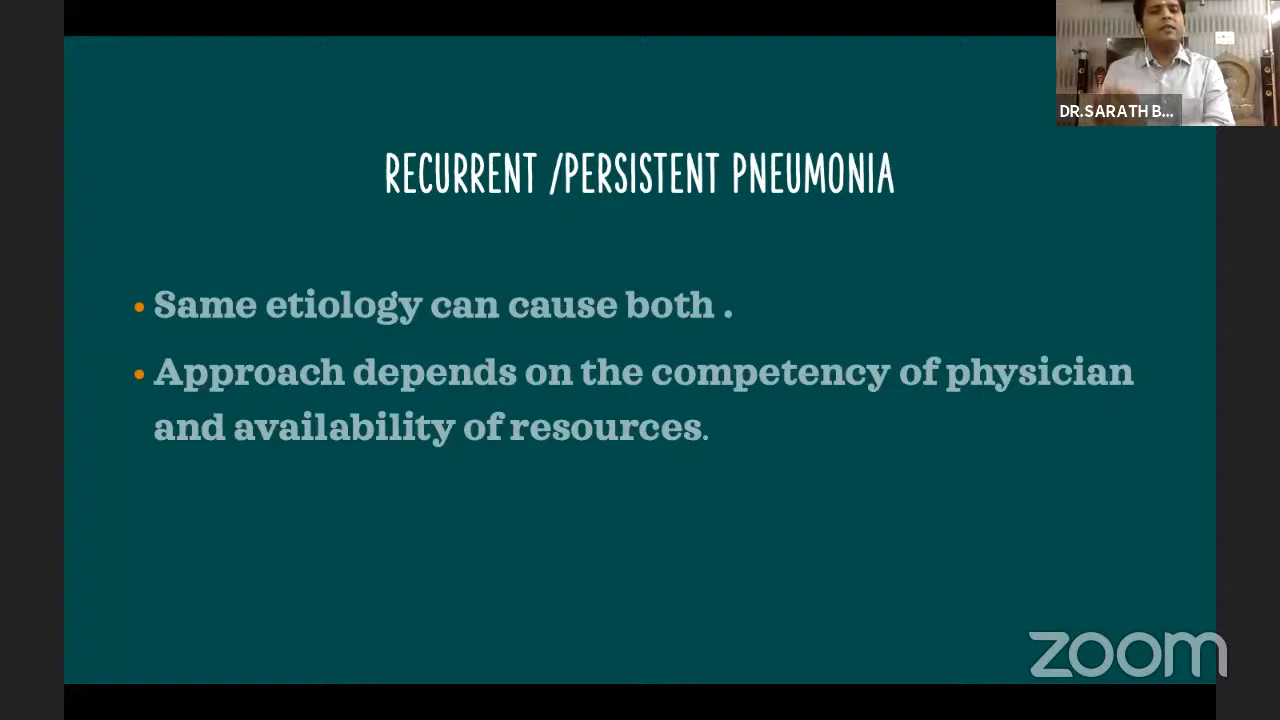 DR.SARATH B...
RECURRENT /PERSISTENT PNEUMONIA
• Same etiology can cause both .
• Approach depends on the competency of physician
and availability of resources.
zoom